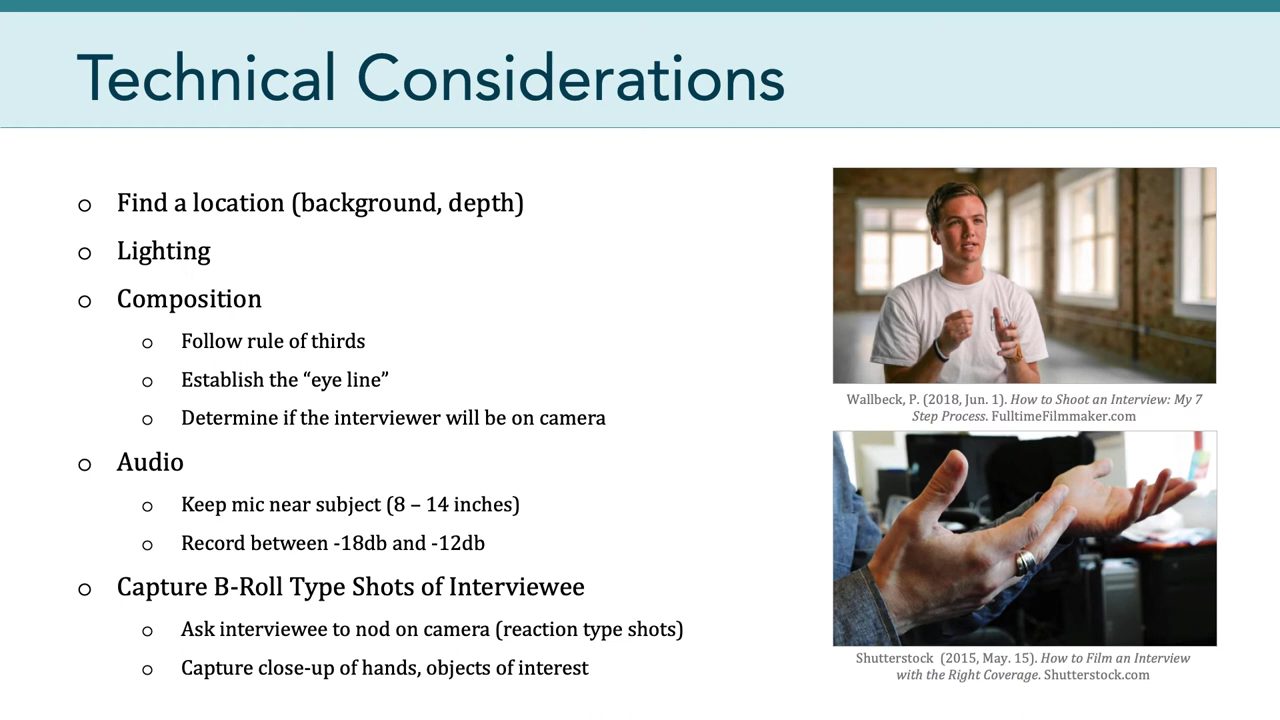 Technical Considerations
o Find a location (background, depth)
o Lighting
o Composition
o Follow rule of thirds
o Establish the “eye line”
o Determine if the interviewer will be on camera
o Audio
o Keep mic near subject (8 – 14 inches)
o Record between -18db and -12db
o Capture B-Roll Type Shots of Interviewee
o Ask interviewee to nod on camera (reaction type shots)
o Capture close-up of hands, objects of interest
Wallbeck, P. (2018, Jun. 1). How to Shoot an Interview: My 7
Step Process. FulltimeFilmmaker.com
Shutterstock (2015, May. 15). How to Film an Interview
with the Right Coverage. Shutterstock.com